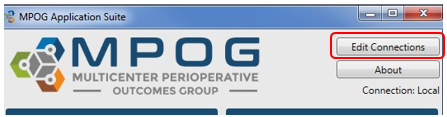 MPOG Application Suite
MPOG
MULTICENTER PERIOPERATIVE
OUTCOMES GROUP
Edit Connections
About
Connection: Local